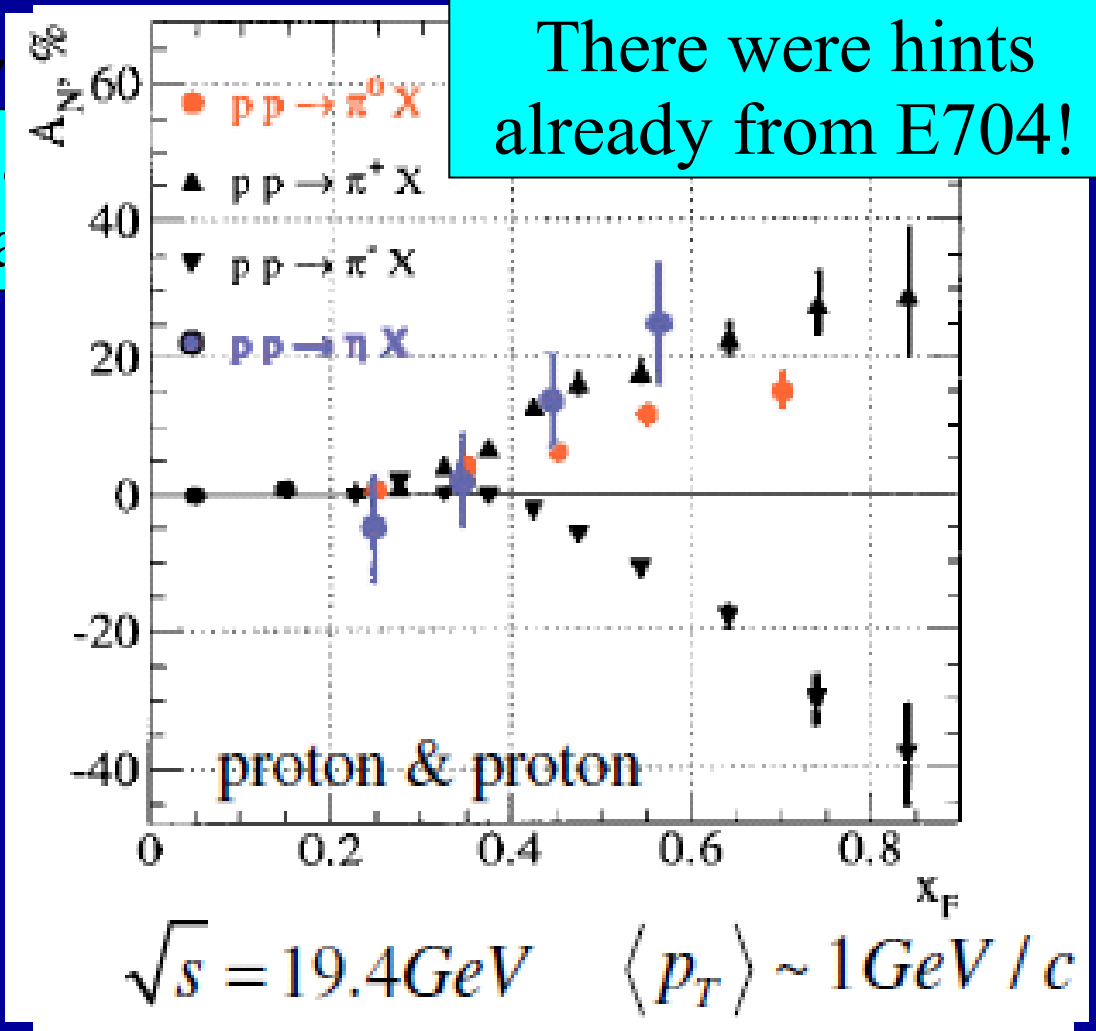 There were hints
already from E704!
A_N, %
60
40
20
0
-20
-40
p p → π⁰ X
p p → π⁺ X
p p → π⁻ X
p p → η X
proton & proton
0 0.2 0.4 0.6 0.8
x_F
√s = 19.4GeV ⟨p_T⟩ ~ 1GeV / c